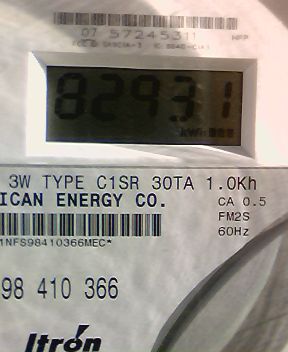 07 57245311
82931
3W TYPE C1SR 30TA 1.0Kh
ICAN ENERGY CO.
CA 0.5
FM2S
60Hz
1NFS98410366MEC*
98 410 366
Itron